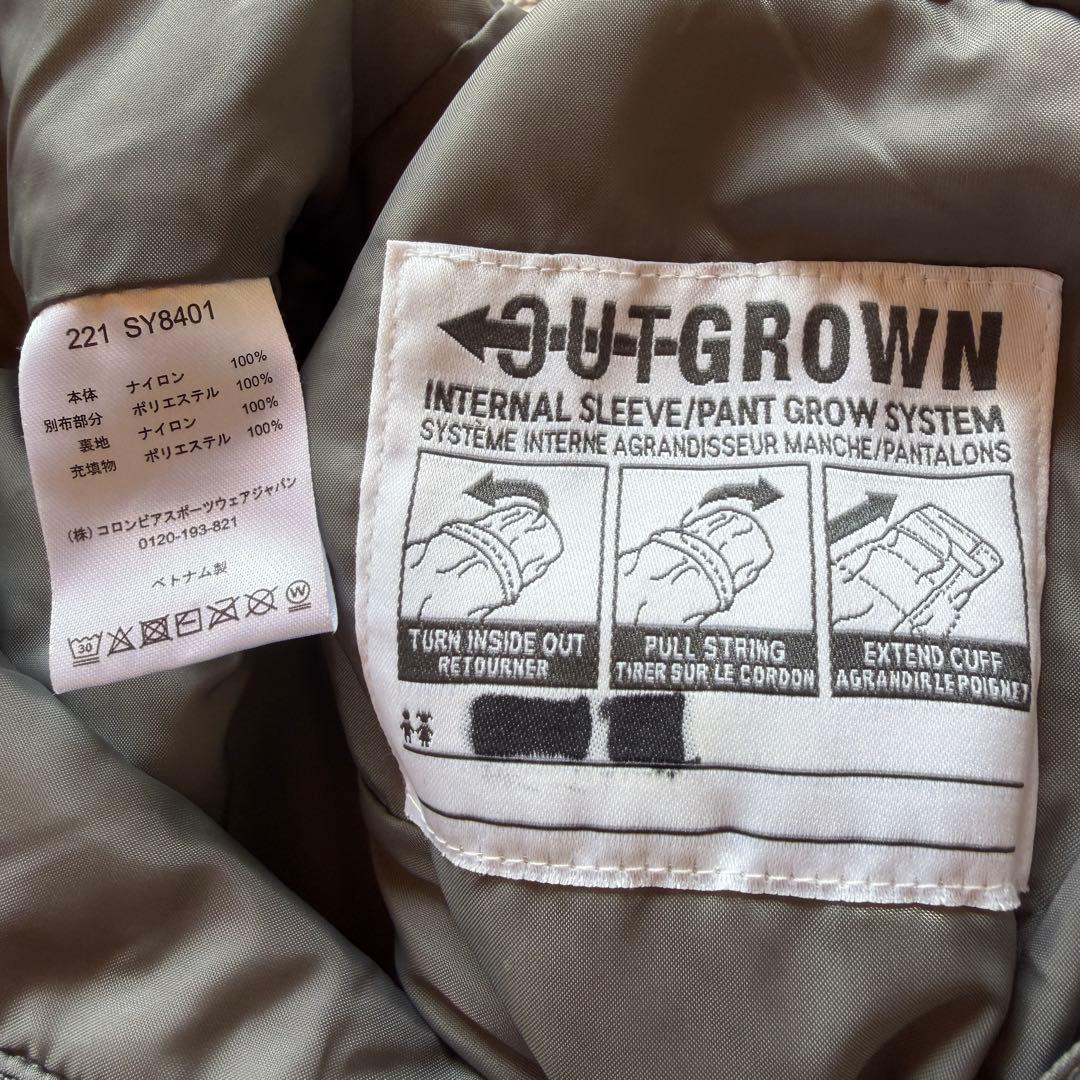 221 SY8401
本体 ナイロン 100%
別布部分 ポリエステル 100%
裏地 ナイロン 100%
充填物 ポリエステル 100%
(株)コロンビアスポーツウェアジャパン
0120-193-821
ベトナム製
30
W
OUTGROWN
INTERNAL SLEEVE/PANT GROW SYSTEM
SYSTÈME INTERNE AGRANDISSEUR MANCHE/PANTALONS
TURN INSIDE OUT
RETOURNER
PULL STRING
TIRER SUR LE CORDON
EXTEND CUFF
AGRANDIR LE POIGNET